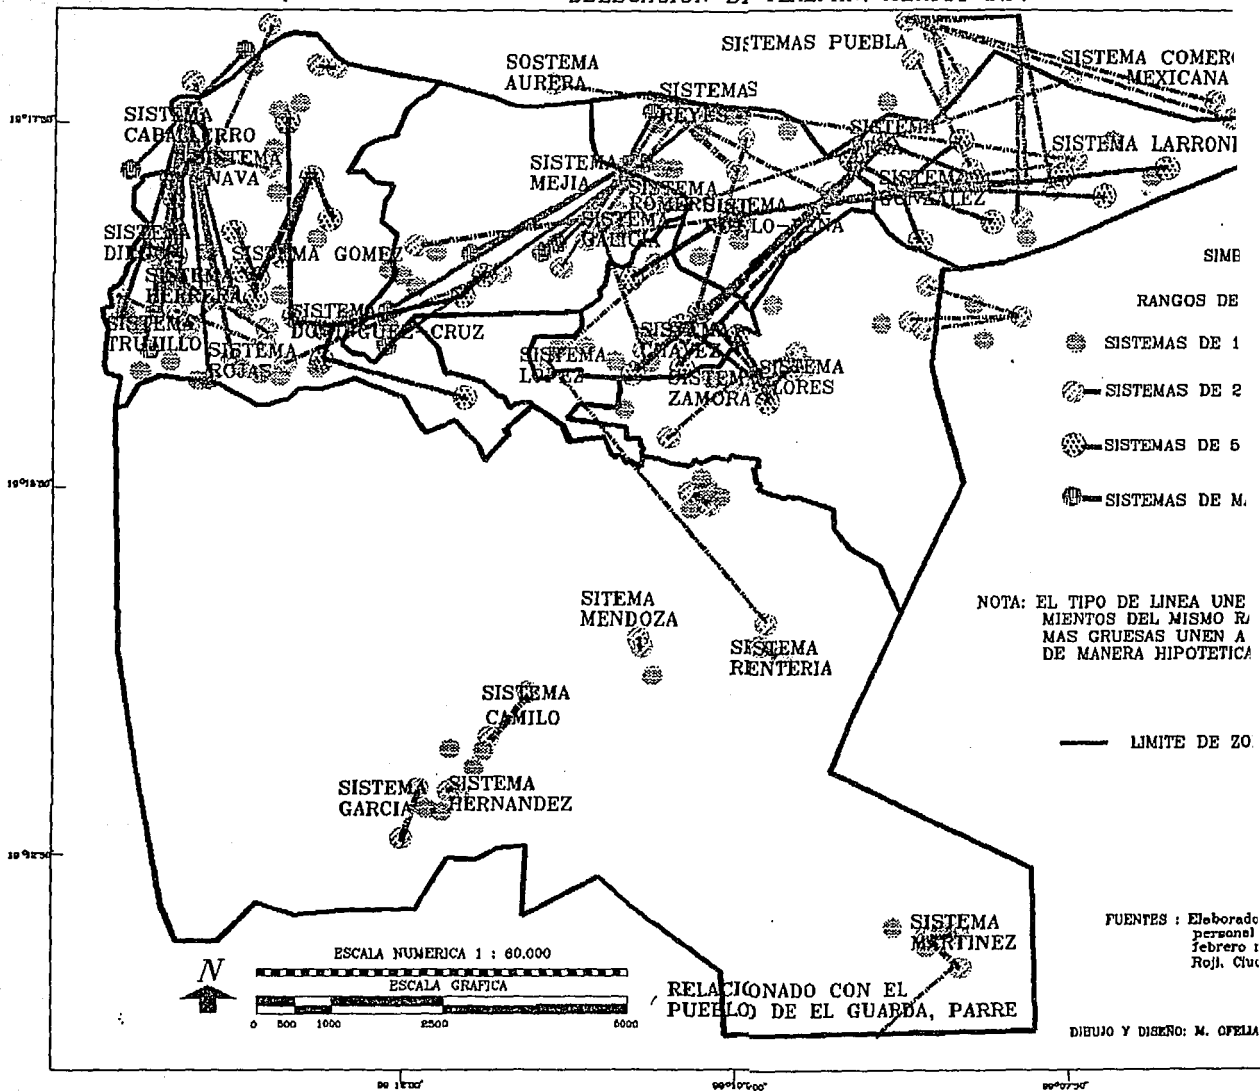 SISTEMAS PUEBLA
SISTEMA COMER
MEXICANA
SOSTEMA
AURERA
SISTEMAS
REYES
SISTEMA
CABALLERRO
SISTEMA
NAVA
SISTEMA
SISTEMA LARRON
SISTEMA
MEJIA
SISTEMA
ROMERO
SISTEMA
GONZALEZ
SISTEMA
SISTEMA
GALICIA
SISTEMA
SISTEMA GOMEZ
HERRERA
SISTEMA
TRUJILLO
SISTEMA
DOMINGUEZ CRUZ
SISTEMA
ROJAS
SISTEMA
LOPEZ
SISTEMA
CHAVEZ
SISTEMA
ZAMORA
SISTEMA
FLORES
SIMB
RANGOS DE
SISTEMAS DE 1
SISTEMAS DE 2
SISTEMAS DE 5
SISTEMAS DE M
NOTA: EL TIPO DE LINEA UNE
MIENTOS DEL MISMO RA
MAS GRUESAS UNEN A
DE MANERA HIPOTETICA
SITEMA
MENDOZA
SISTEMA
RENTERIA
SISTEMA
CAMILO
LIMITE DE ZO
SISTEMA
GARCIA
SISTEMA
HERNANDEZ
SISTEMA
MARTINEZ
FUENTES : Elaborado
personal
febrero
Roji. Ciud
N
ESCALA NUMERICA 1 : 60.000
ESCALA GRAFICA
0 500 1000 2500 5000
RELACIONADO CON EL
PUEBLO DE EL GUARDA, PARRE
DIBUJO Y DISEÑO: M. OFELIA